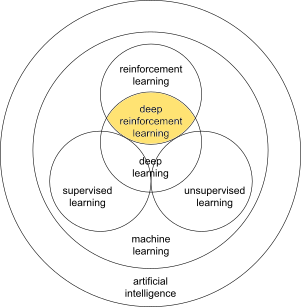 reinforcement
learning
deep
reinforcement
learning
deep
learning
supervised
learning
unsupervised
learning
machine
learning
artificial
intelligence